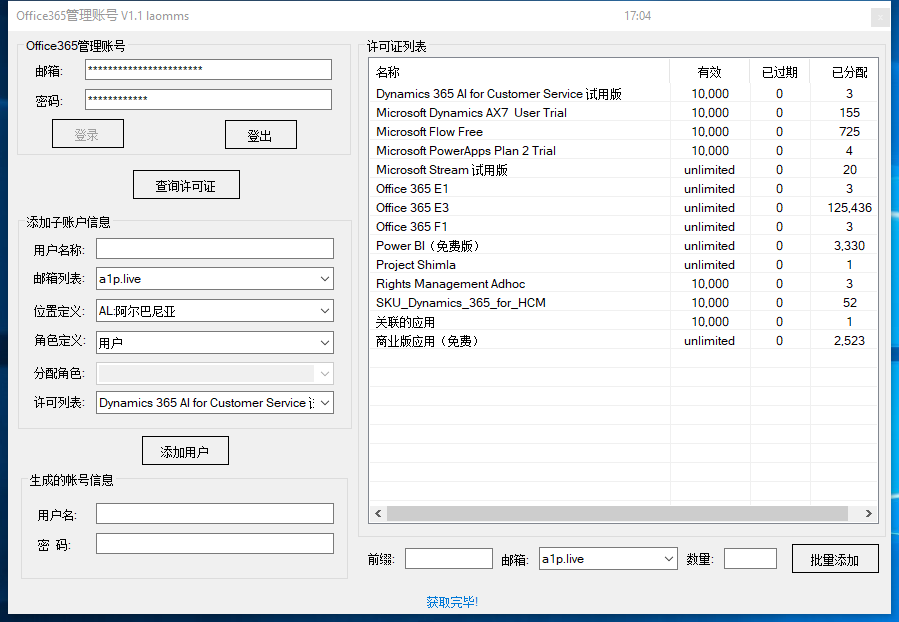 Office365管理账号 V1.1 laomms
17:04
Office365管理账号
邮箱: ***********************
密码: ************
登录 登出
查询许可证
添加子账户信息
用户名称:
邮箱列表: a1p.live
位置定义: AL:阿尔巴尼亚
角色定义: 用户
分配角色:
许可列表: Dynamics 365 AI for Customer Service
添加用户
生成的帐号信息
用户名:
密 码:
许可证列表
名称 有效 已过期 已分配
Dynamics 365 AI for Customer Service 试用版 10,000 0 3
Microsoft Dynamics AX7 User Trial 10,000 0 155
Microsoft Flow Free 10,000 0 725
Microsoft PowerApps Plan 2 Trial 10,000 0 4
Microsoft Stream 试用版 unlimited 0 20
Office 365 E1 unlimited 0 3
Office 365 E3 unlimited 0 125,436
Office 365 F1 unlimited 0 3
Power BI（免费版） unlimited 0 3,330
Project Shimla unlimited 0 1
Rights Management Adhoc 10,000 0 3
SKU_Dynamics_365_for_HCM 10,000 0 52
关联的应用 10,000 0 1
商业版应用（免费） unlimited 0 2,523
前缀: 邮箱: a1p.live 数量: 批量添加
获取完毕!